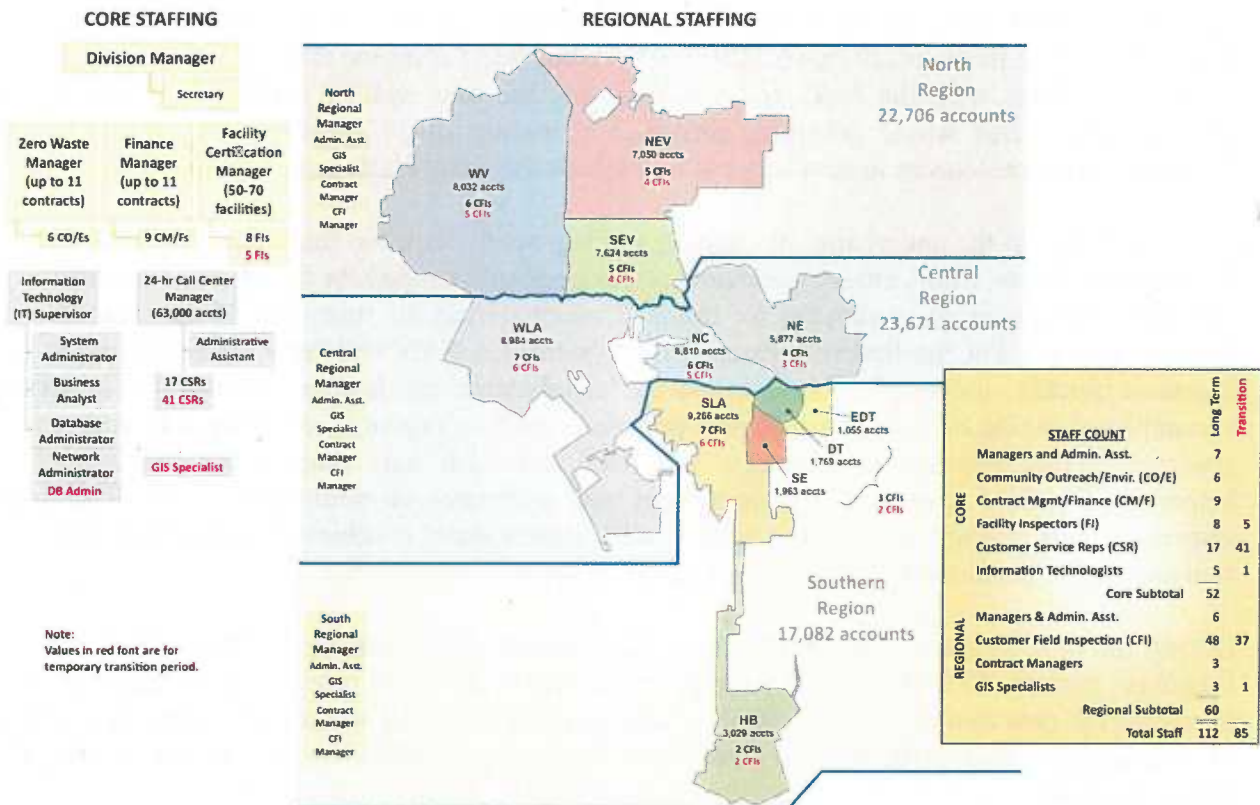 CORE STAFFING
Division Manager
Secretary
Zero Waste
Manager
(up to 11
contracts)
6 CO/Es
Finance
Manager
(up to 11
contracts)
9 CM/Fs
Facility
Manager
(50-70
facilities)
8 FIs
5 FIs
Information
Technology
(IT) Supervisor
System
Administrator
Business
Analyst
Database
Administrator
Network
Administrator
DB Admin
24-hr Call Center
Manager
(63,000 accts)
Administrative
Assistant
17 CSRs
41 CSRs
GIS Specialist
Note:
Values in red font are for
temporary transition period.
REGIONAL STAFFING
North
Regional
Manager
Admin. Asst.
GIS
Specialist
Contract
Manager
CFI
Manager
North
Region
22,706 accounts
WV
8,032 accts
6 CFIs
5 CFIs
NEV
7,050 accts
5 CFIs
4 CFIs
SEV
7,624 accts
5 CFIs
4 CFIs
Central
Regional
Manager
Admin. Asst.
GIS
Specialist
Contract
Manager
CFI
Manager
Central
Region
23,671 accounts
WLA
8,984 accts
7 CFIs
6 CFIs
NC
8,810 accts
6 CFIs
5 CFIs
NE
5,877 accts
4 CFIs
3 CFIs
SLA
9,266 accts
7 CFIs
6 CFIs
EDT
1,055 accts
DT
1,769 accts
SE
1,963 accts
3 CFIs
2 CFIs
South
Regional
Manager
Admin. Asst.
GIS
Specialist
Contract
Manager
CFI
Manager
Southern
Region
17,082 accounts
HB
3,029 accts
2 CFIs
2 CFIs
STAFF COUNT Long Term Transition
CORE
Managers and Admin. Asst. 7
Community Outreach/Envir. (CO/E) 6
Contract Mgmt/Finance (CM/F) 9
Facility Inspectors (FI) 8 5
Customer Service Reps (CSR) 17 41
Information Technologists 5 1
Core Subtotal 52
REGIONAL
Managers & Admin. Asst. 6
Customer Field Inspection (CFI) 48 37
Contract Managers 3
GIS Specialists 3 1
Regional Subtotal 60
Total Staff 112 85